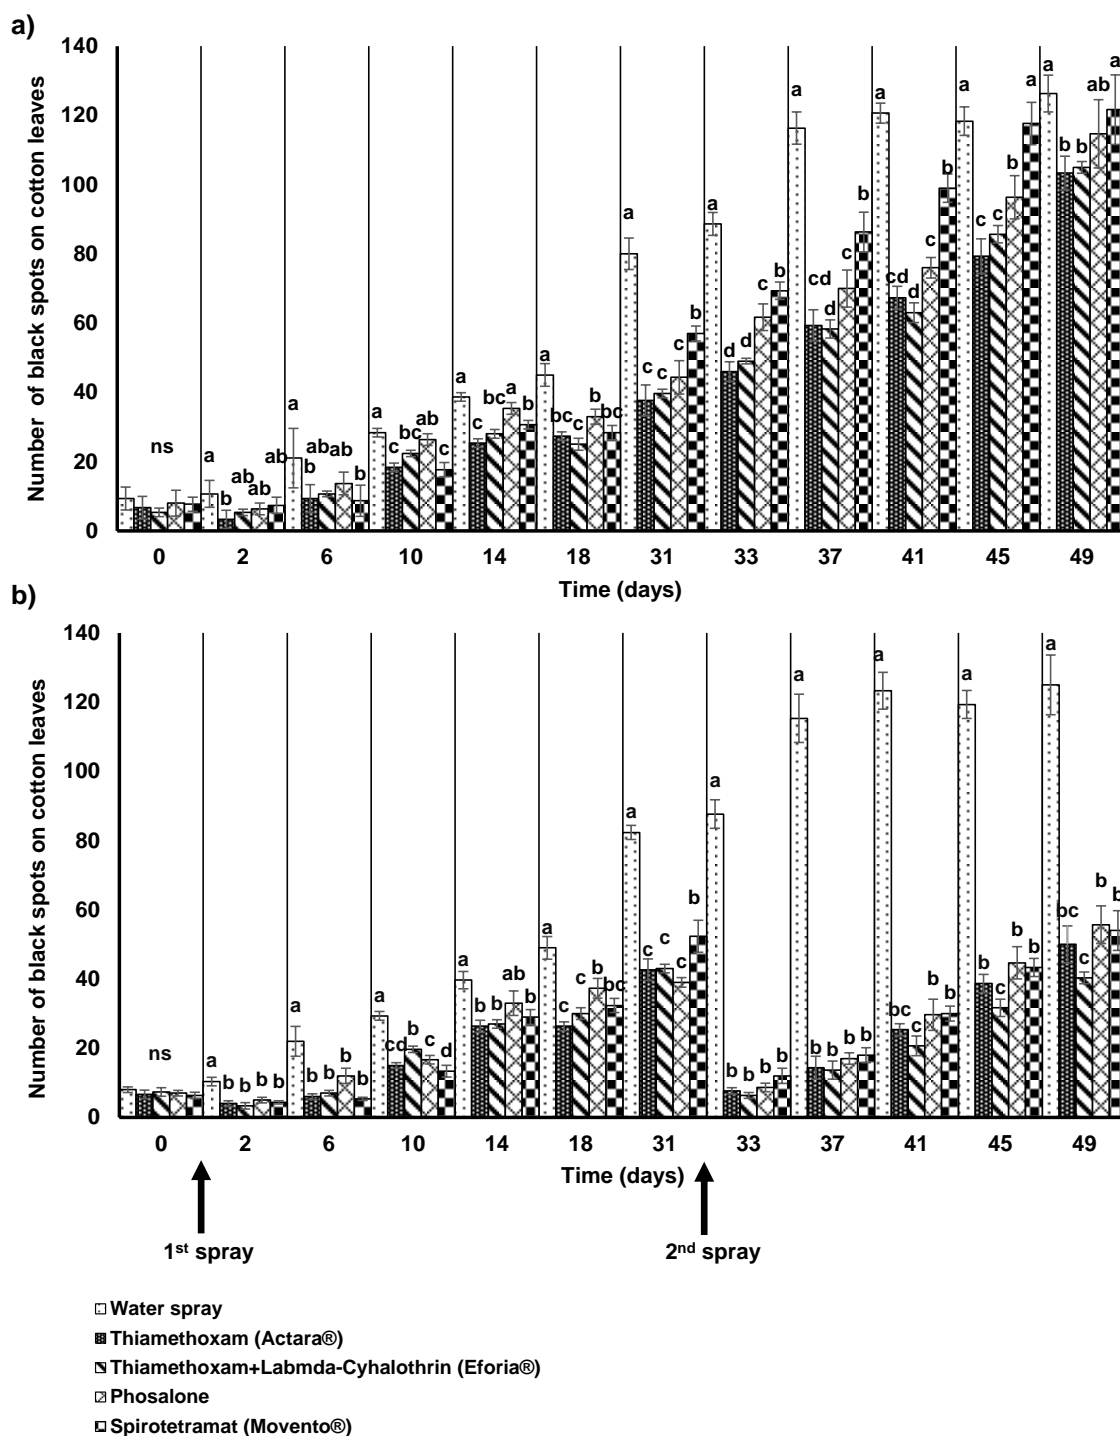 a)
Number of black spots on cotton leaves
140
120
100
80
60
40
20
0
ns
a b ab ab ab
a b ab ab b
a c bc ab c
a c bc a b
a bc c b bc
a c c c b
a d d c b
a cd d c b
a cd d c b
a c c b a
a b b ab a
0 2 6 10 14 18 31 33 37 41 45 49
Time (days)
b)
Number of black spots on cotton leaves
140
120
100
80
60
40
20
0
ns
a b b b b
a b b b b
a cd b c d
a b b ab b
a c c b bc
a c c c b
a b b b b
a b b b b
a bc c b b
a b c b b
a bc c b b
0 2 6 10 14 18 31 33 37 41 45 49
Time (days)
1st spray 2nd spray
Water spray
Thiamethoxam (Actara®)
Thiamethoxam+Labmda-Cyhalothrin (Eforia®)
Phosalone
Spirotetramat (Movento®)